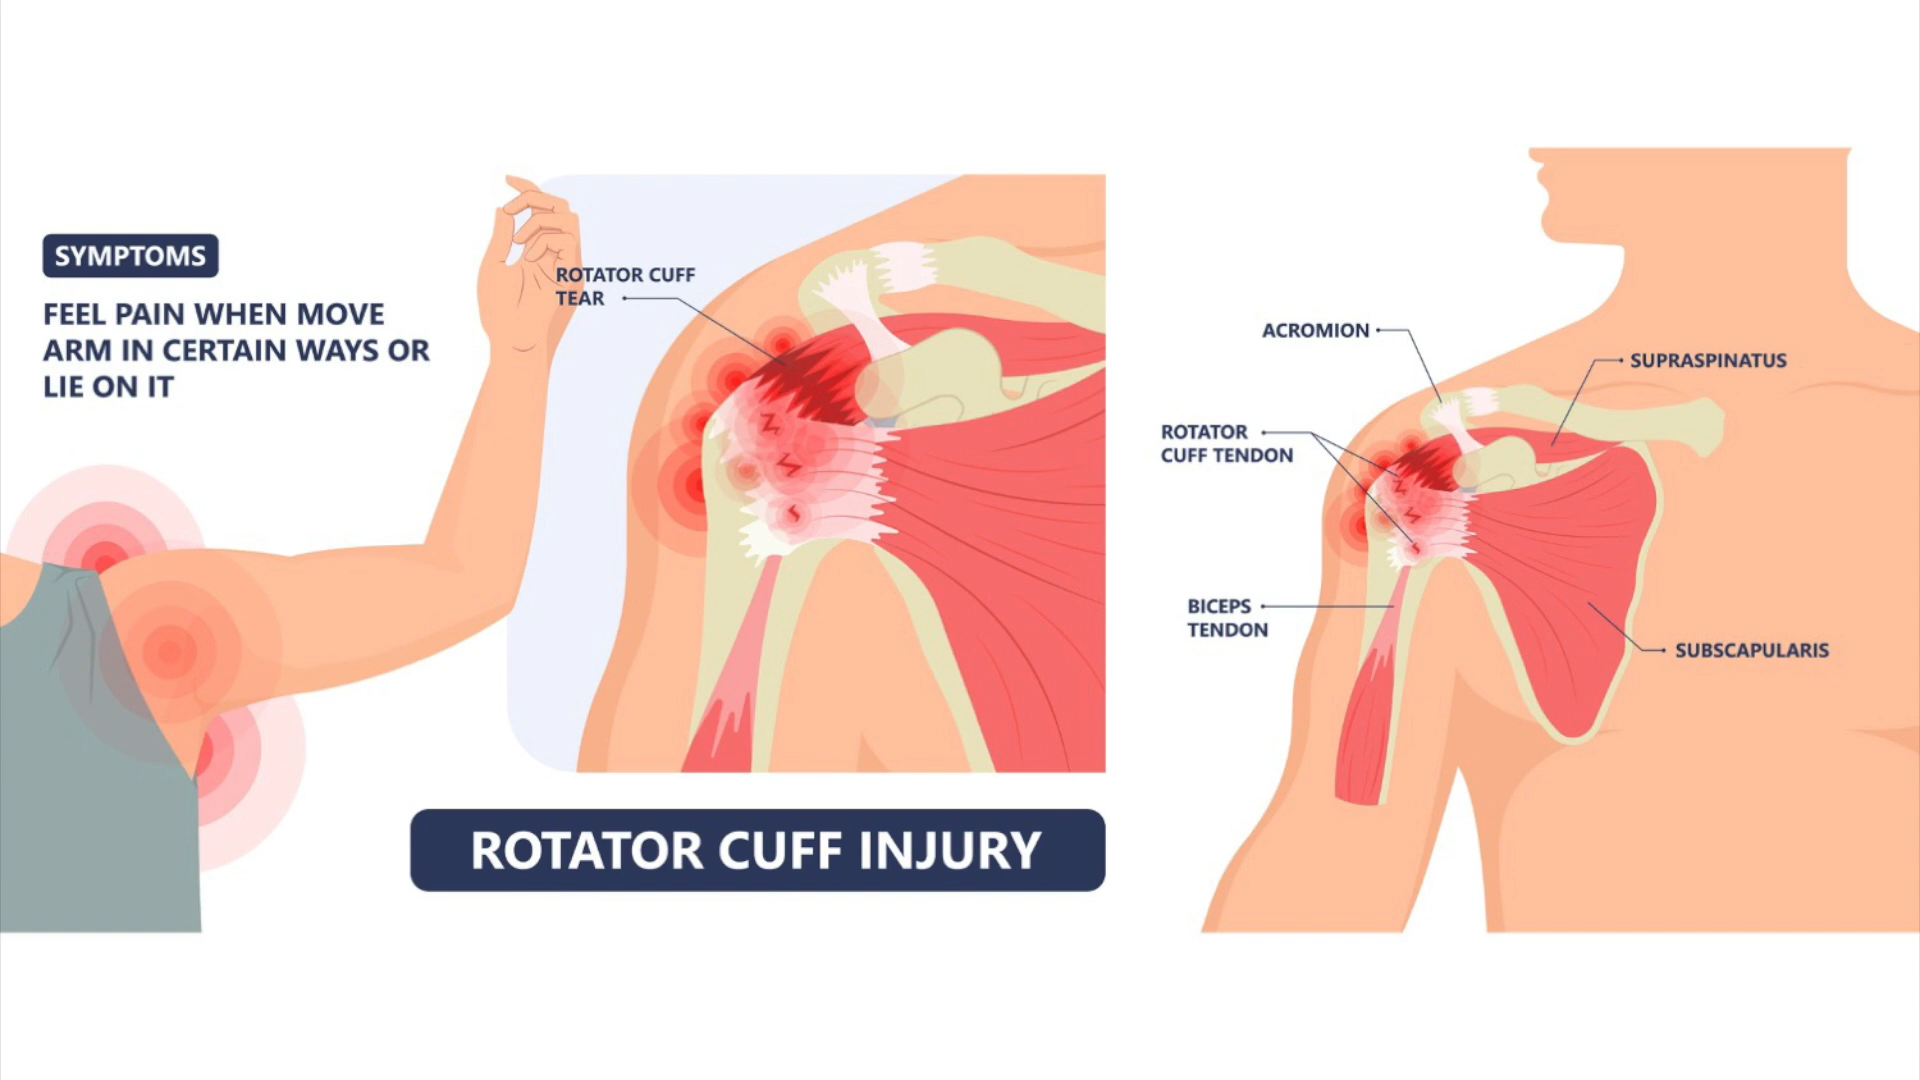 SYMPTOMS
FEEL PAIN WHEN MOVE
ARM IN CERTAIN WAYS OR
LIE ON IT
ROTATOR CUFF
TEAR
ROTATOR CUFF INJURY
ACROMION
SUPRASPINATUS
ROTATOR
CUFF TENDON
BICEPS
TENDON
SUBSCAPULARIS